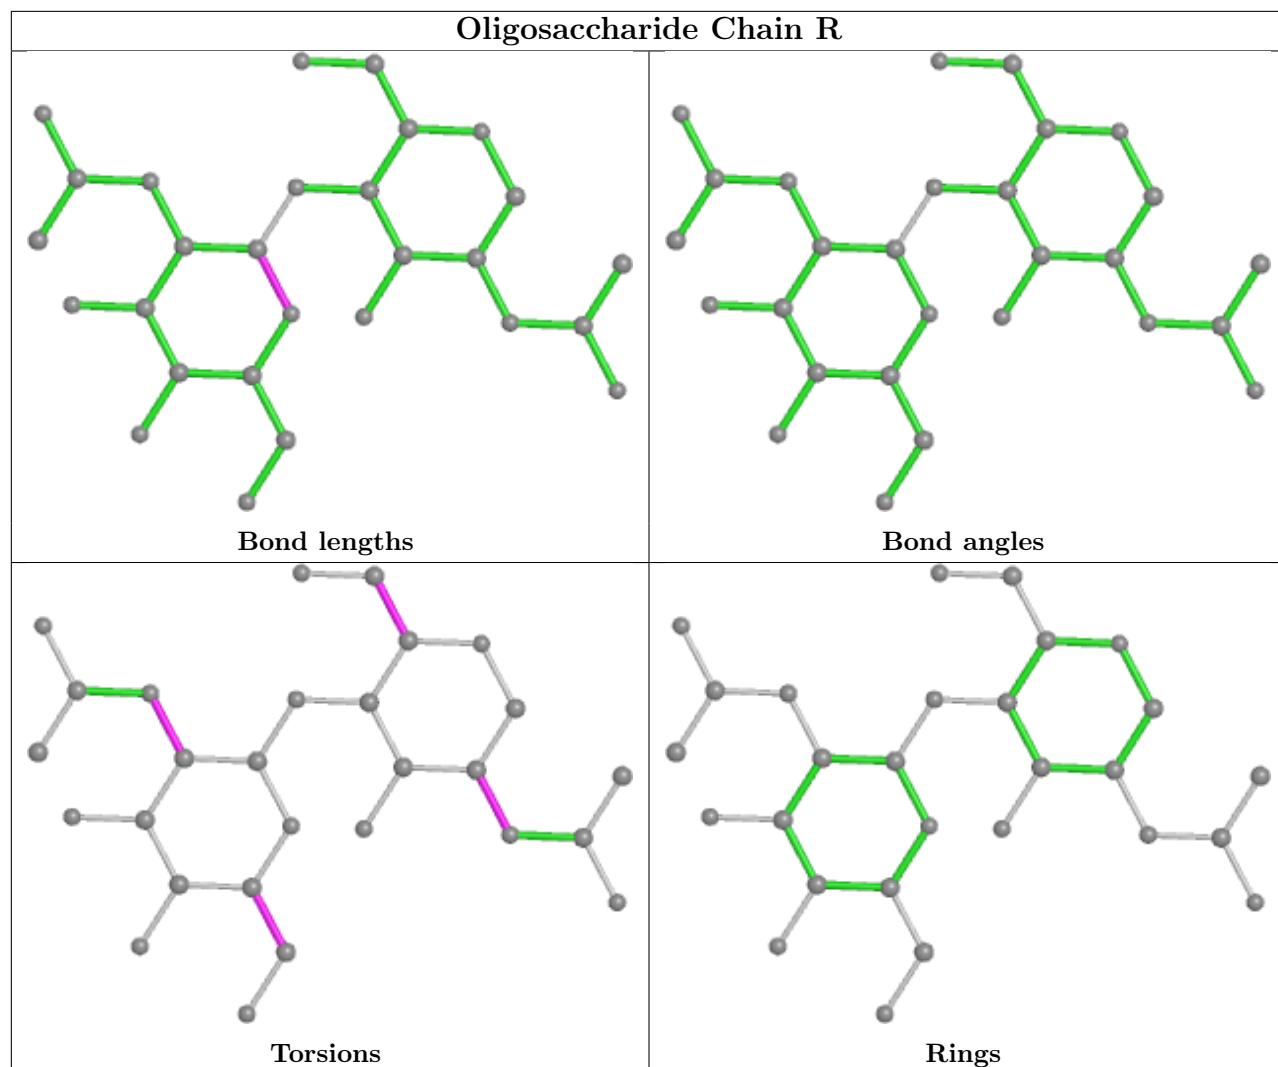 Oligosaccharide Chain R
Bond lengths
Bond angles
Torsions
Rings